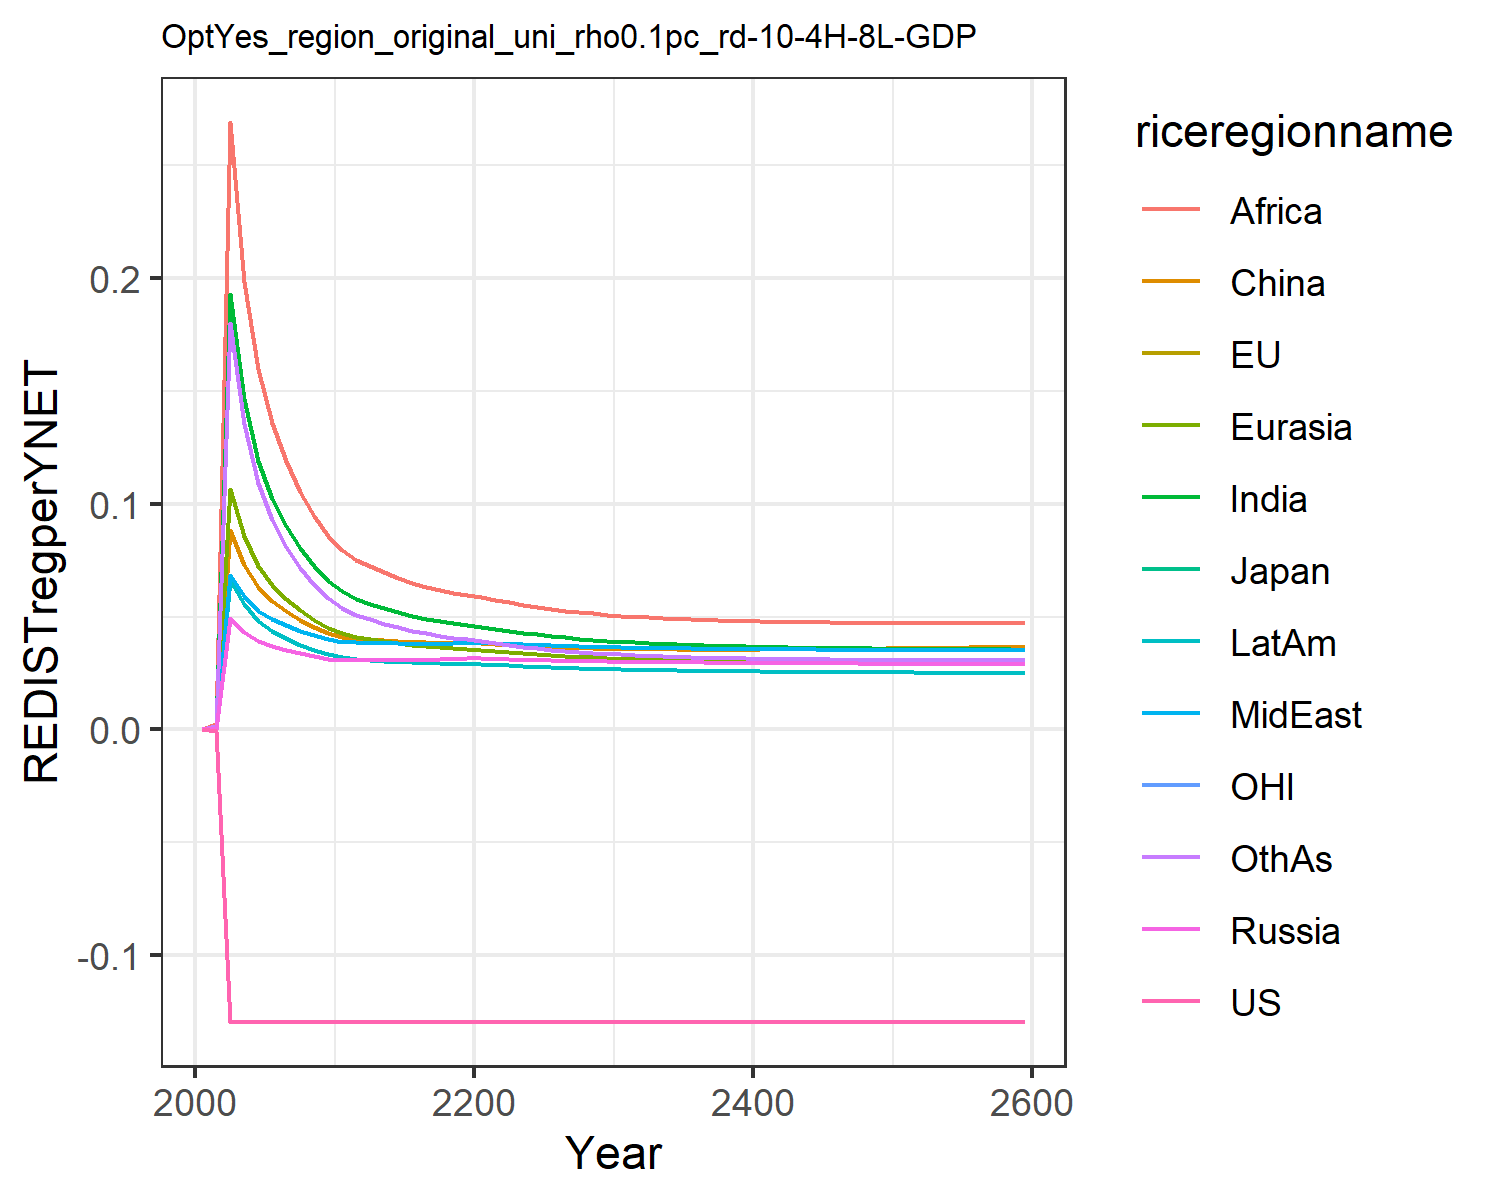 OptYes_region_original_uni_rho0.1pc_rd-10-4H-8L-GDP
REDISTregperYNET
0.2
0.1
0.0
-0.1
2000
2200
2400
2600
Year
riceregionname
Africa
China
EU
Eurasia
India
Japan
LatAm
MidEast
OHI
OthAs
Russia
US